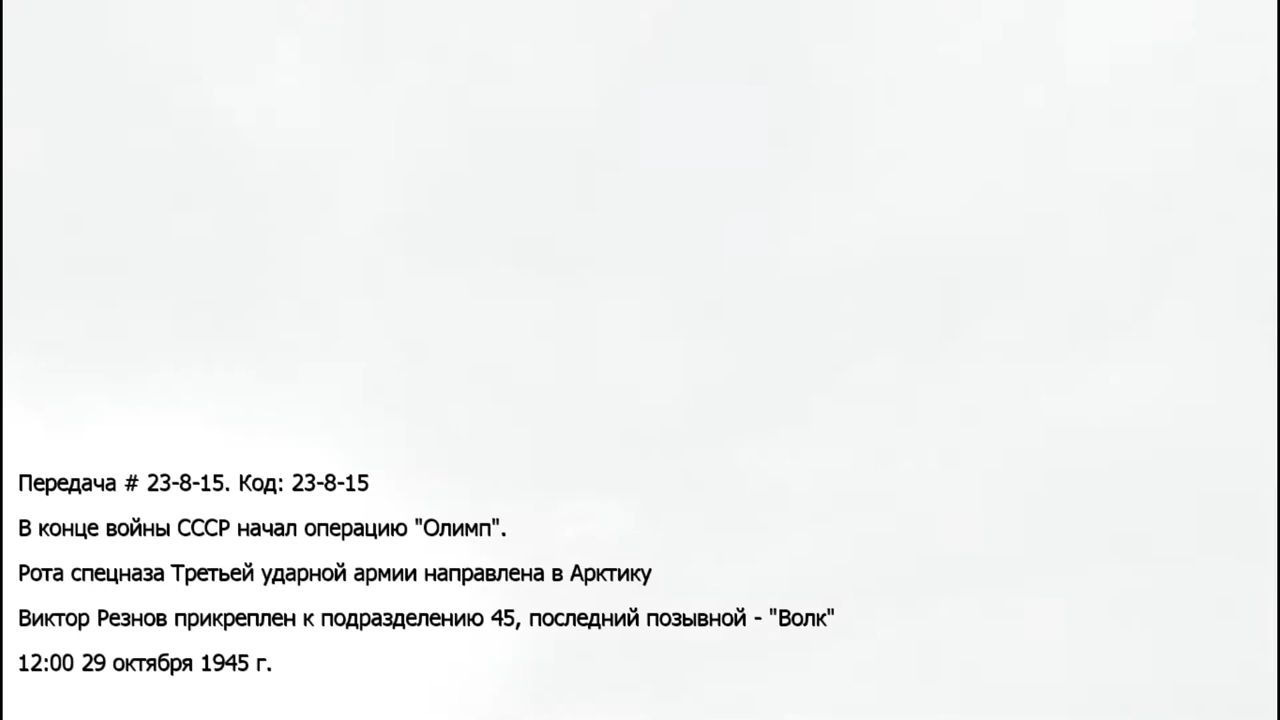 Передача # 23-8-15. Код: 23-8-15
В конце войны СССР начал операцию "Олимп".
Рота спецназа Третьей ударной армии направлена в Арктику
Виктор Резнов прикреплен к подразделению 45, последний позывной - "Волк"
12:00 29 октября 1945 г.